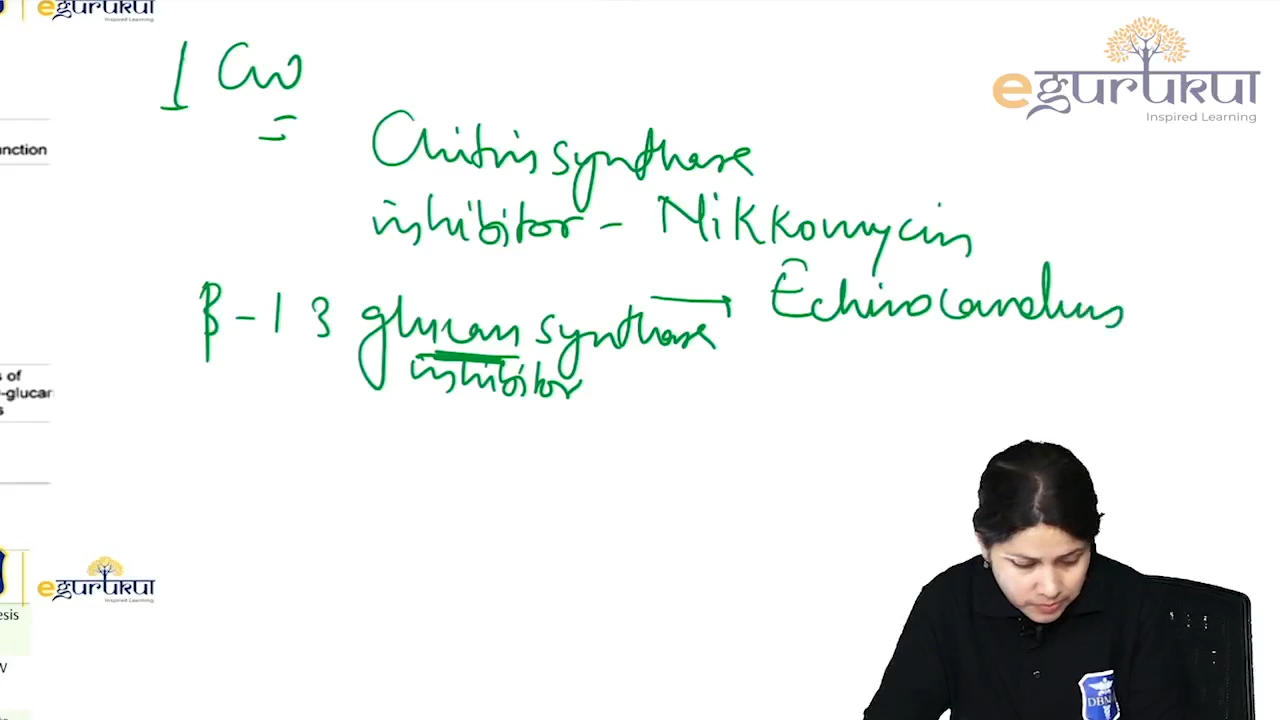 egurukul
Inspired Learning
I CW
egurukul
Inspired Learning
Chitin synthase
inhibitor - Nikkomycin
β-1 3 glucan synthase → Echinocandins
inhibitor
s of
-glucan
s
egurukul
Inspired Learning
esis
W
DBM